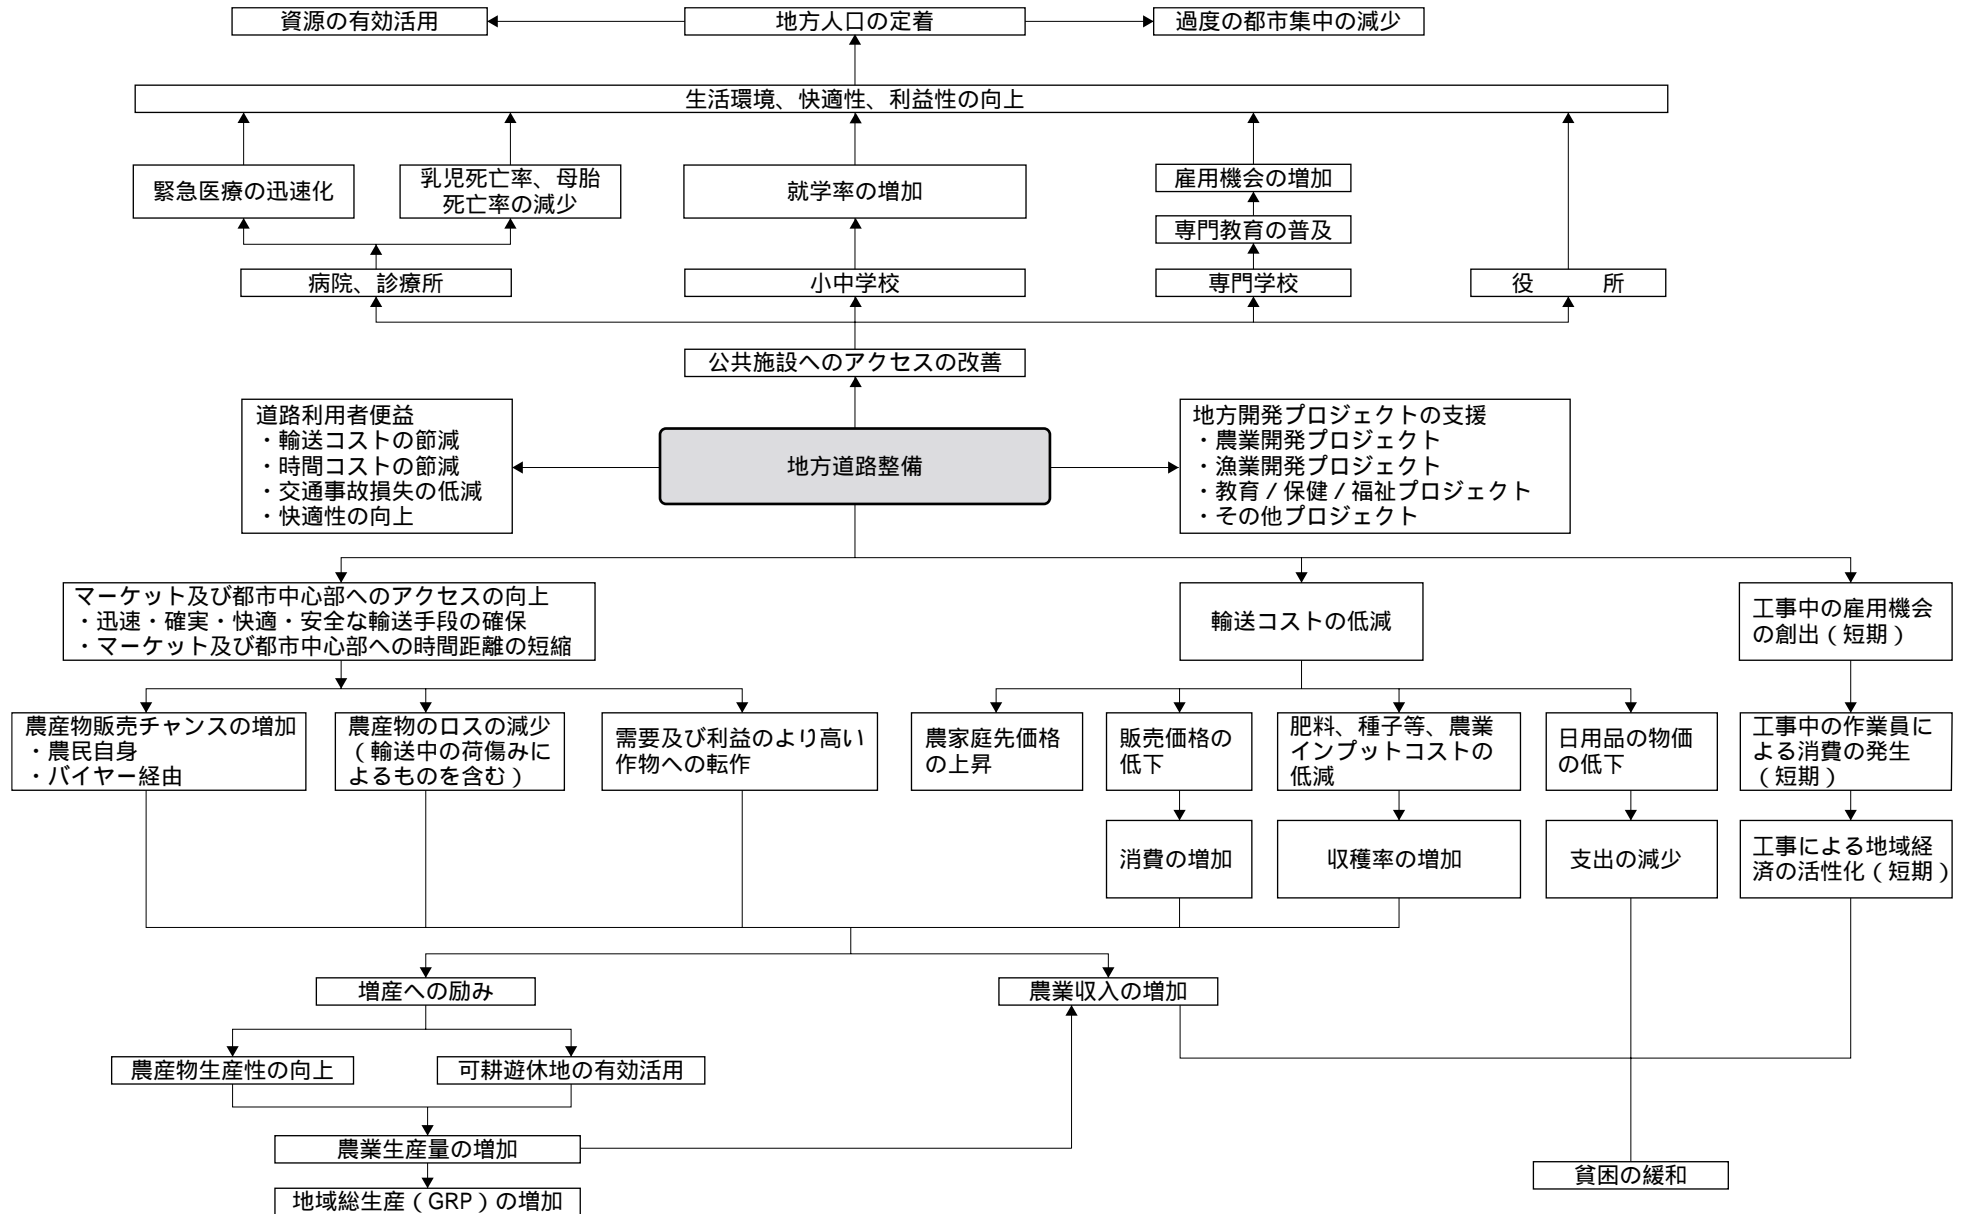 資源の有効活用
地方人口の定着
過度の都市集中の減少
生活環境、快適性、利益性の向上
緊急医療の迅速化
乳児死亡率、母胎
死亡率の減少
就学率の増加
雇用機会の増加
専門教育の普及
病院、診療所
小中学校
専門学校
役　　　所
公共施設へのアクセスの改善
道路利用者便益
・輸送コストの節減
・時間コストの節減
・交通事故損失の低減
・快適性の向上
地方道路整備
地方開発プロジェクトの支援
・農業開発プロジェクト
・漁業開発プロジェクト
・教育／保健／福祉プロジェクト
・その他プロジェクト
マーケット及び都市中心部へのアクセスの向上
・迅速・確実・快適・安全な輸送手段の確保
・マーケット及び都市中心部への時間距離の短縮
輸送コストの低減
工事中の雇用機会
の創出（短期）
農産物販売チャンスの増加
・農民自身
・バイヤー経由
農産物のロスの減少
（輸送中の荷傷みに
よるものを含む）
需要及び利益のより高い
作物への転作
農家庭先価格
の上昇
販売価格の
低下
肥料、種子等、農業
インプットコストの
低減
日用品の物価
の低下
工事中の作業員に
よる消費の発生
（短期）
消費の増加
収穫率の増加
支出の減少
工事による地域経
済の活性化（短期）
増産への励み
農業収入の増加
農産物生産性の向上
可耕遊休地の有効活用
農業生産量の増加
貧困の緩和
地域総生産（GRP）の増加